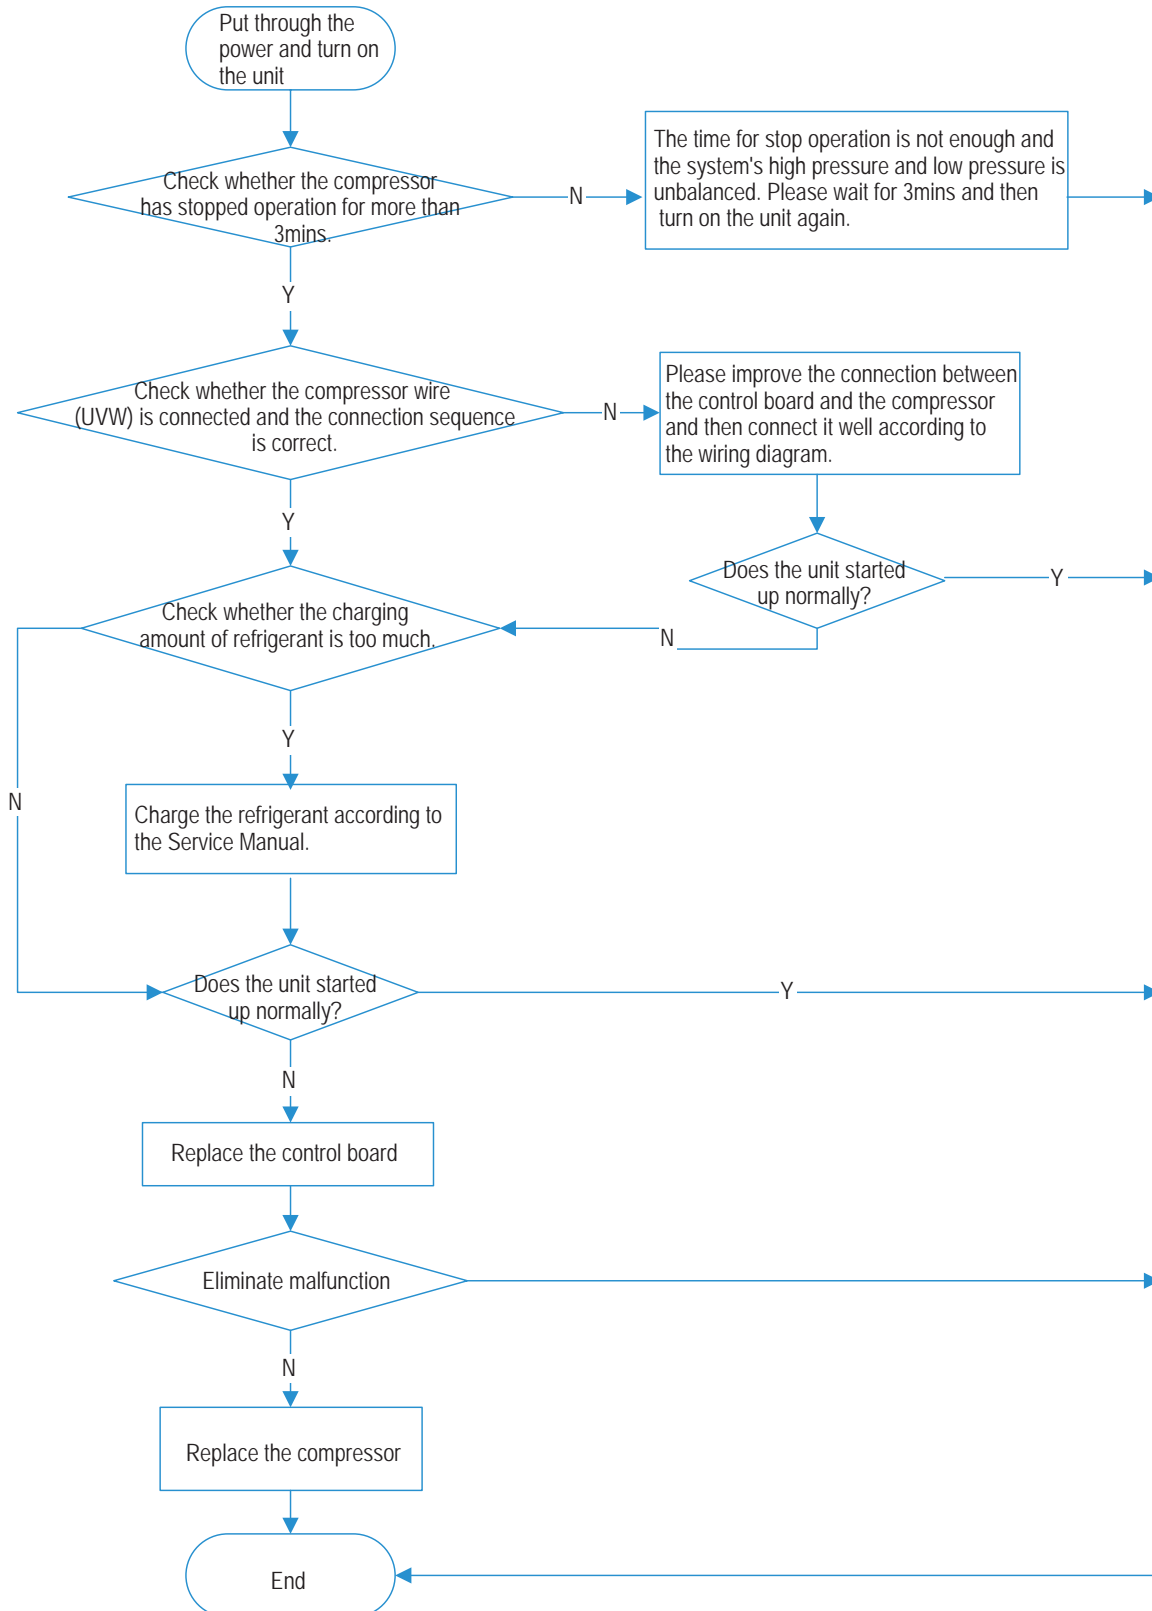 Put through the
power and turn on
the unit
Check whether the compressor
has stopped operation for more than
3mins.
N
The time for stop operation is not enough and
the system's high pressure and low pressure is
unbalanced. Please wait for 3mins and then
turn on the unit again.
Y
Check whether the compressor wire
(UVW) is connected and the connection sequence
is correct.
N
Please improve the connection between
the control board and the compressor
and then connect it well according to
the wiring diagram.
Y
Does the unit started
up normally?
Y
Check whether the charging
amount of refrigerant is too much.
N
Y
N
Charge the refrigerant according to
the Service Manual.
Does the unit started
up normally?
Y
N
Replace the control board
Eliminate malfunction
N
Replace the compressor
End